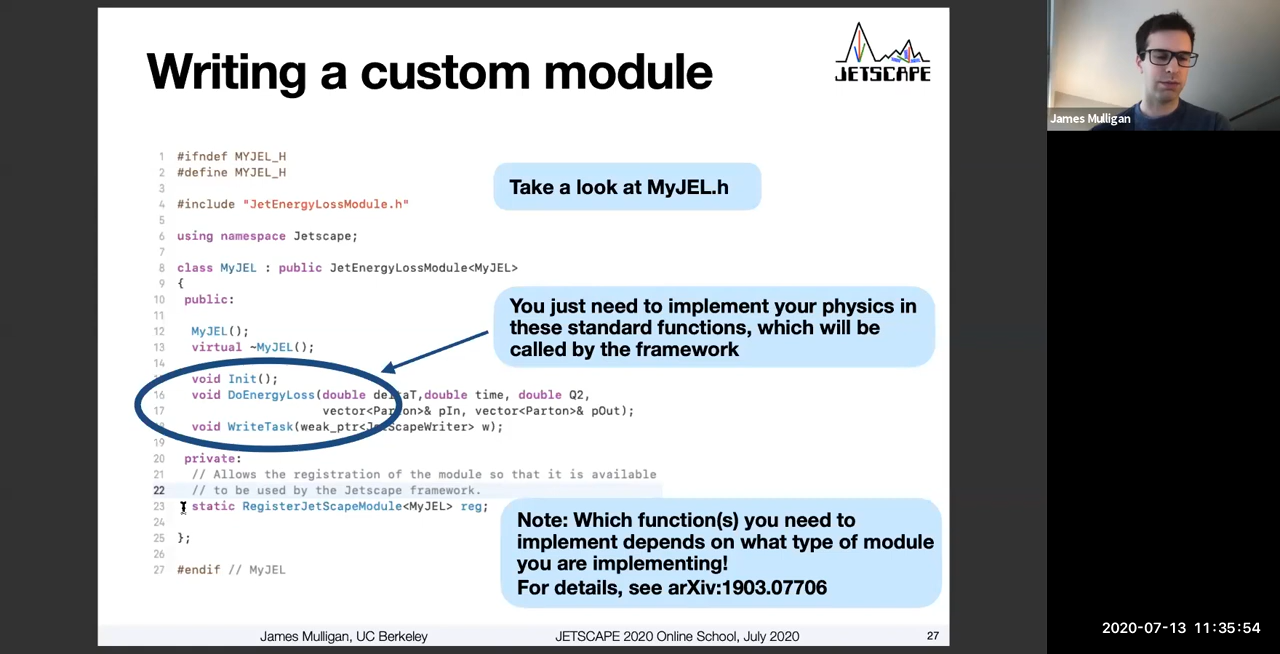 Writing a custom module
JETSCAPE
James Mulligan
1 #ifndef MYJEL_H
2 #define MYJEL_H
3
4 #include "JetEnergyLossModule.h"
5
6 using namespace Jetscape;
7
8 class MyJEL : public JetEnergyLossModule<MyJEL>
9 {
10 public:
11
12 MyJEL();
13 virtual ~MyJEL();
14
void Init();
16 void DoEnergyLoss(double deltaT,double time, double Q2,
17 vector<Parton>& pIn, vector<Parton>& pOut);
void WriteTask(weak_ptr<JetScapeWriter> w);
19
20 private:
21 // Allows the registration of the module so that it is available
22 // to be used by the Jetscape framework.
23 static RegisterJetScapeModule<MyJEL> reg;
24
25 };
26
27 #endif // MyJEL
Take a look at MyJEL.h
You just need to implement your physics in
these standard functions, which will be
called by the framework
Note: Which function(s) you need to
implement depends on what type of module
you are implementing!
For details, see arXiv:1903.07706
James Mulligan, UC Berkeley
JETSCAPE 2020 Online School, July 2020
27
2020-07-13 11:35:54